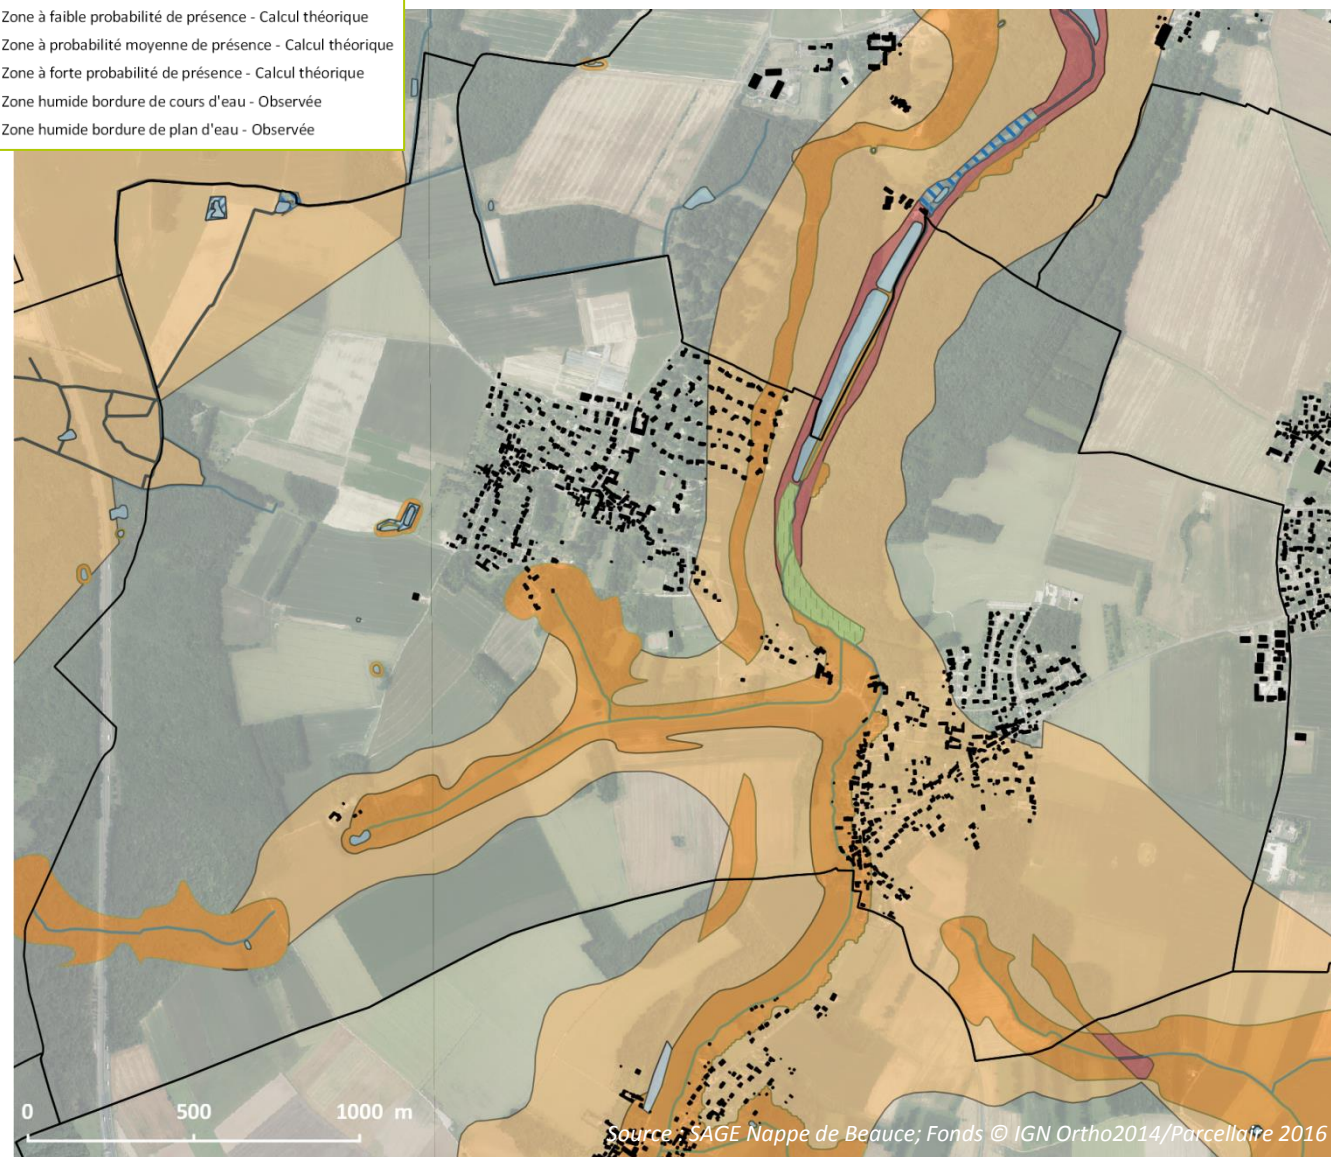 Zone à faible probabilité de présence - Calcul théorique
Zone à probabilité moyenne de présence - Calcul théorique
Zone à forte probabilité de présence - Calcul théorique
Zone humide bordure de cours d'eau - Observée
Zone humide bordure de plan d'eau - Observée
0 500 1000 m
Source : SAGE Nappe de Beauce; Fonds © IGN Ortho2014/Parcellaire 2016